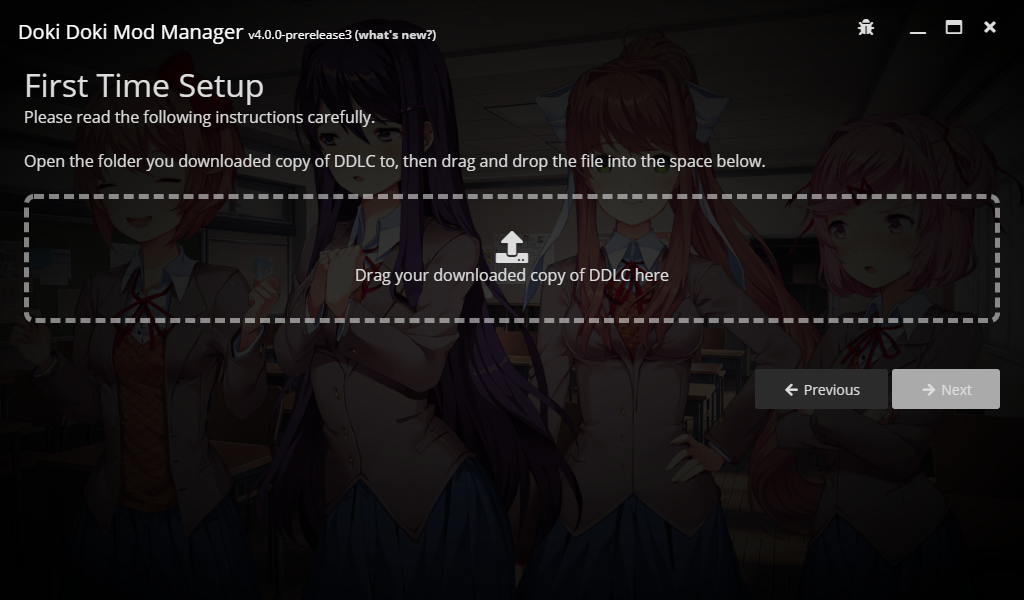 Doki Doki Mod Manager v4.0.0-prerelease3 (what's new?)
First Time Setup
Please read the following instructions carefully.
Open the folder you downloaded copy of DDLC to, then drag and drop the file into the space below.
Drag your downloaded copy of DDLC here
Previous
Next